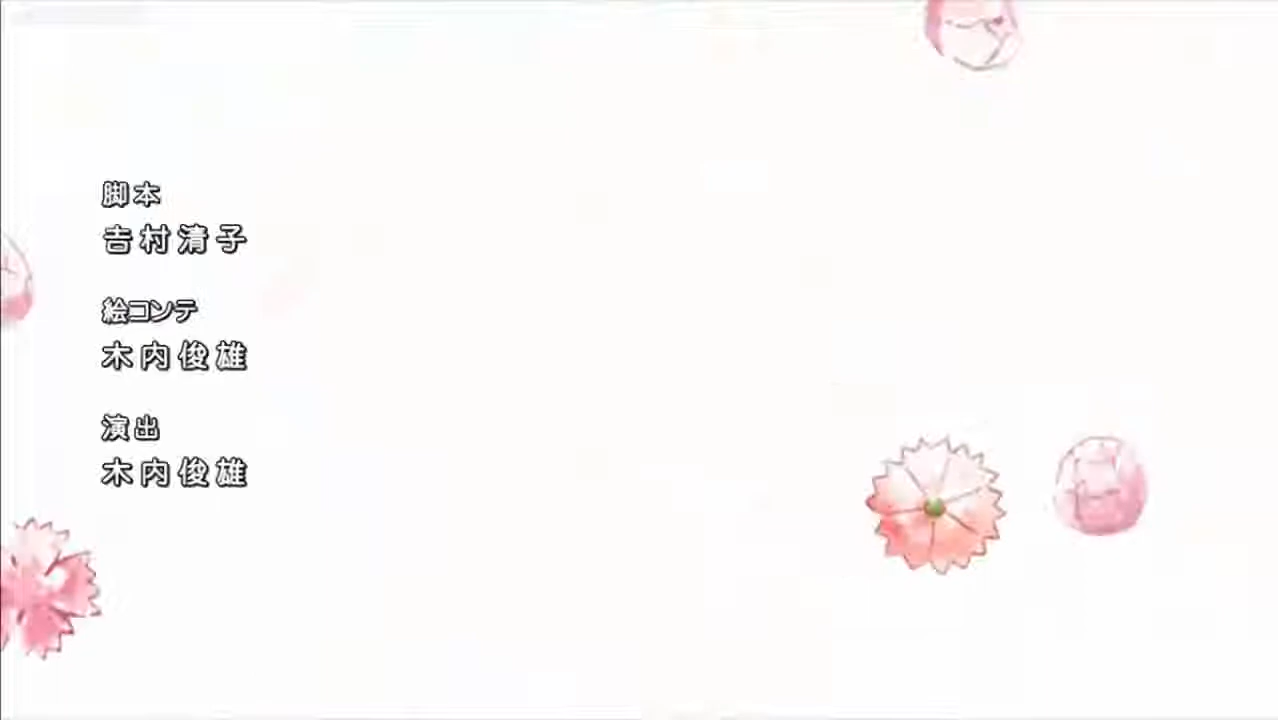 脚本
吉村清子
絵コンテ
木内俊雄
演出
木内俊雄